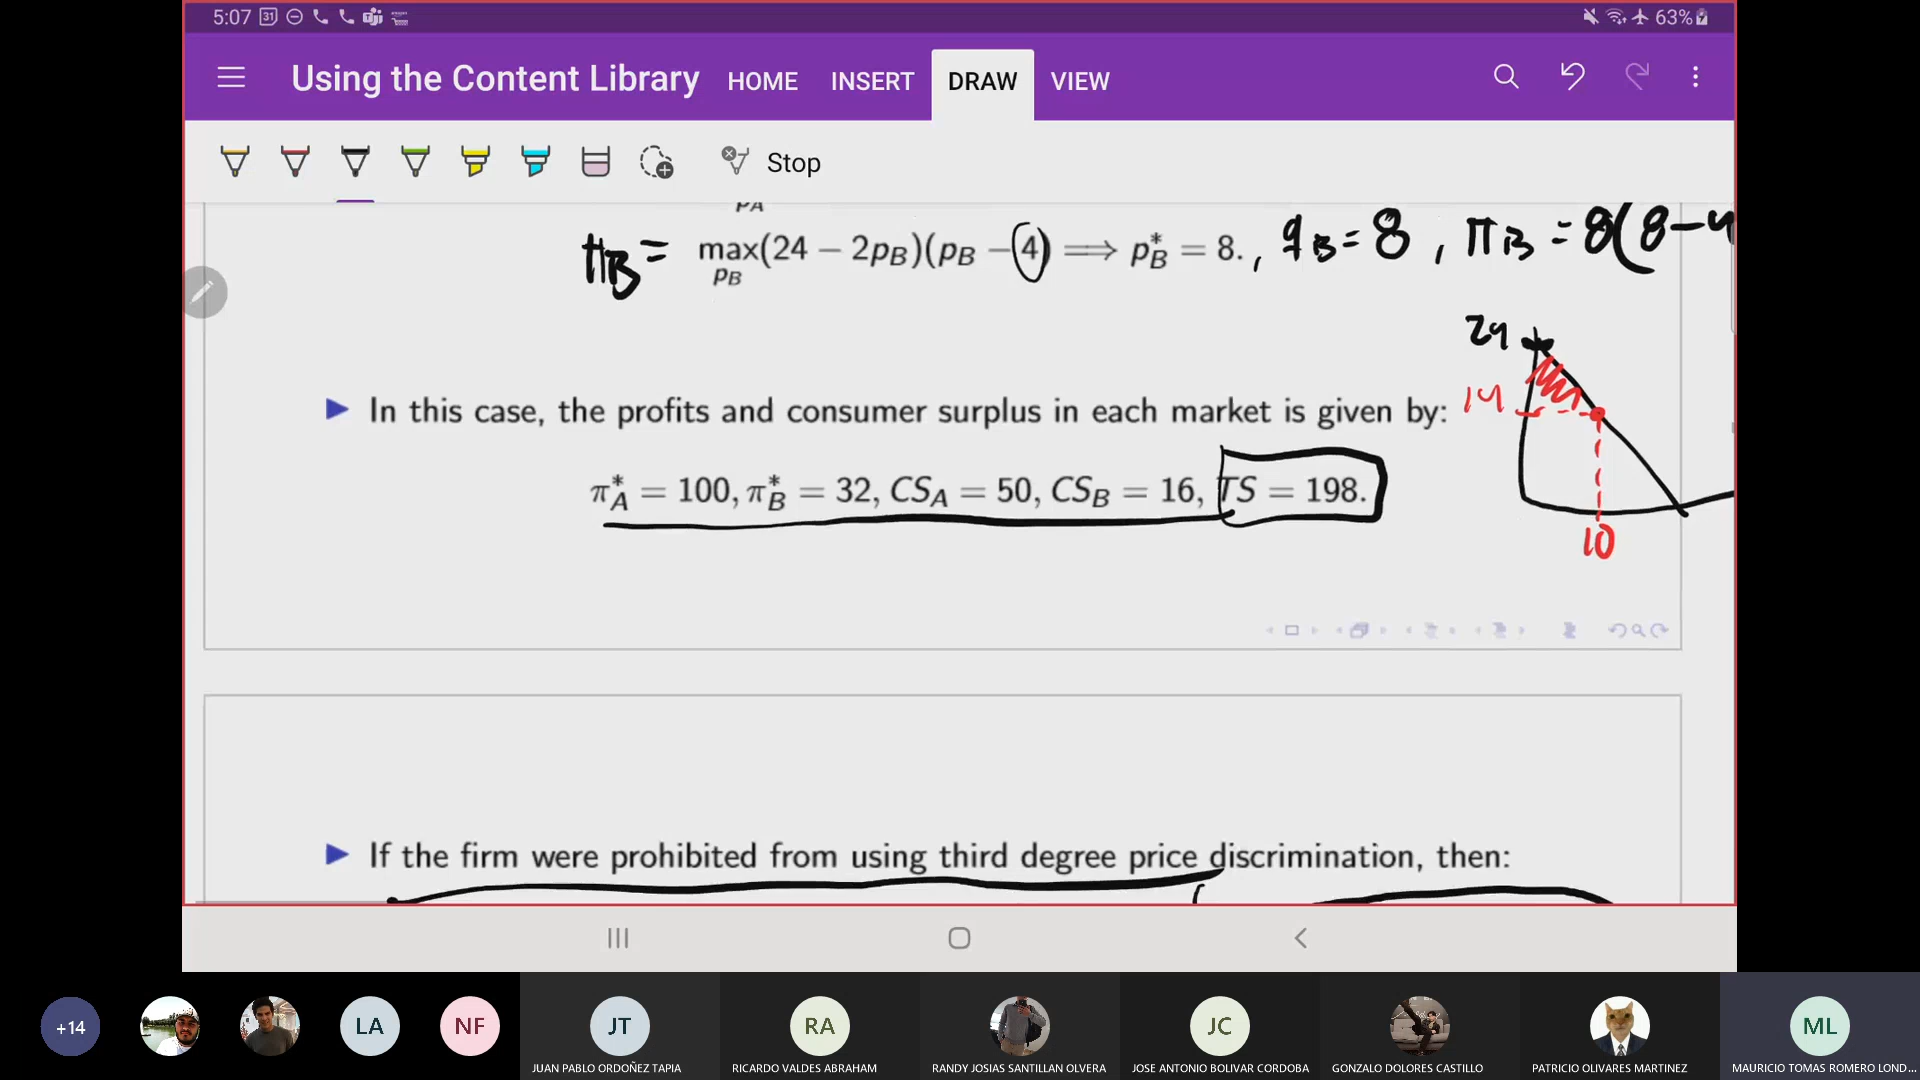 5:07 31 63%
Using the Content Library HOME INSERT DRAW VIEW
Stop
pA
πB = max(24 − 2pB)(pB − 4) ⟹ p*B = 8. , qB = 8 , πB = 8(8−4
pB
24
In this case, the profits and consumer surplus in each market is given by:
14
π*A = 100, π*B = 32, CSA = 50, CSB = 16, TS = 198.
10
If the firm were prohibited from using third degree price discrimination, then:
+14 LA NF JT RA JC ML
JUAN PABLO ORDOÑEZ TAPIA RICARDO VALDES ABRAHAM RANDY JOSIAS SANTILLAN OLVERA JOSE ANTONIO BOLIVAR CORDOBA GONZALO DOLORES CASTILLO PATRICIO OLIVARES MARTINEZ MAURICIO TOMAS ROMERO LOND...